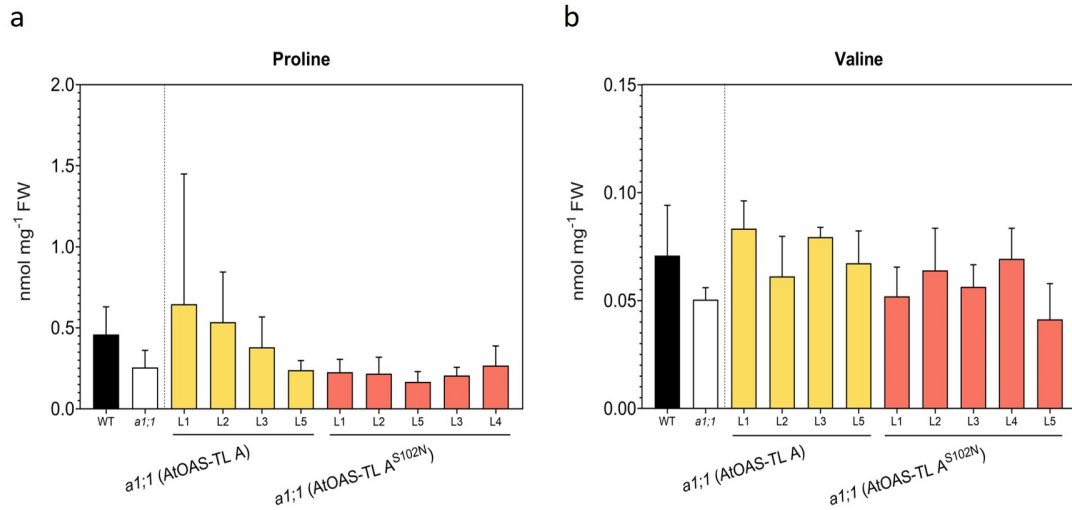 a
Proline
nmol mg⁻¹ FW
2.0
1.5
1.0
0.5
0.0
WT a1;1 L1 L2 L3 L5 L1 L2 L5 L3 L4
a1;1 (AtOAS-TL A)
a1;1 (AtOAS-TL A^S102N)
b
Valine
nmol mg⁻¹ FW
0.15
0.10
0.05
0.00
WT a1;1 L1 L2 L3 L5 L1 L2 L3 L4 L5
a1;1 (AtOAS-TL A)
a1;1 (AtOAS-TL A^S102N)